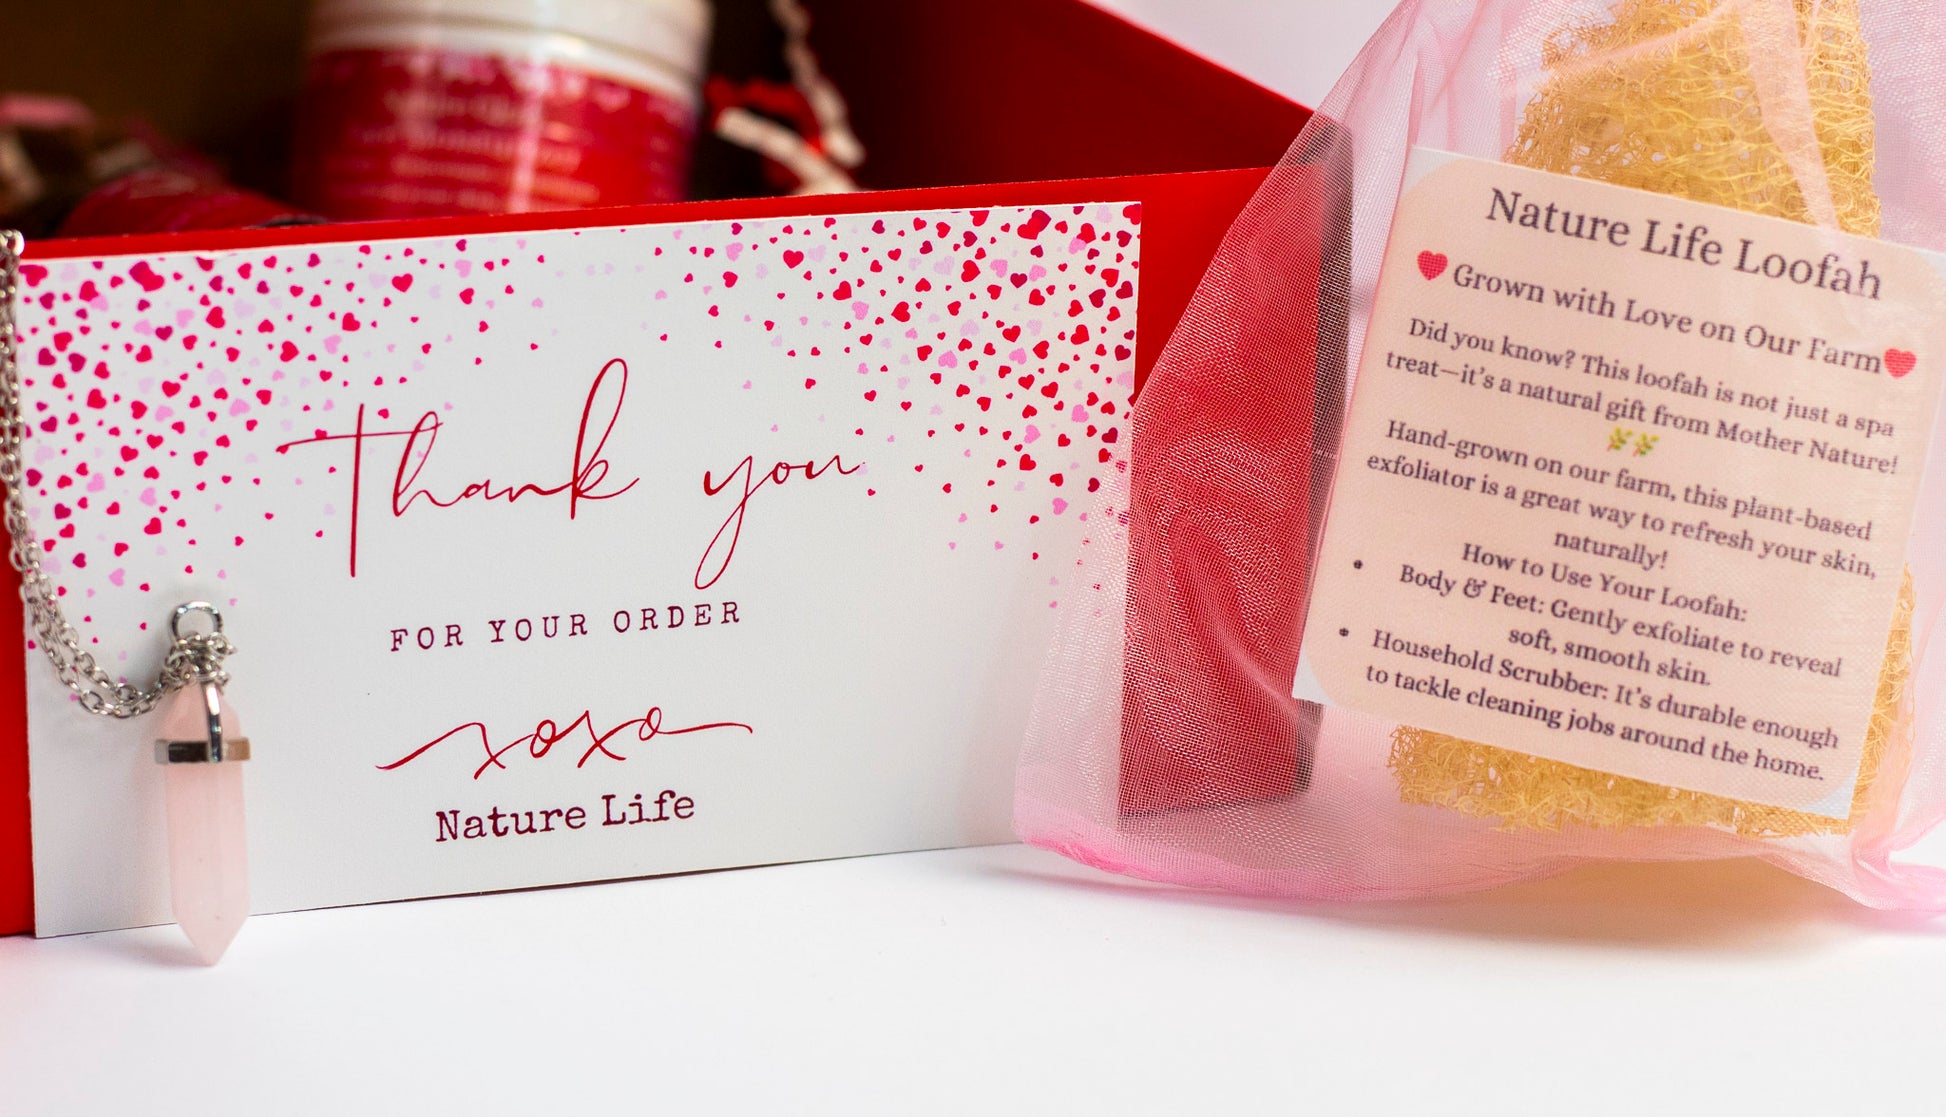 Thank you
FOR YOUR ORDER
xoxo
Nature Life
Nature Life Loofah
❤️Grown with Love on Our Farm❤️
Did you know? This loofah is not just a spa
treat—it's a natural gift from Mother Nature!
🌿🌿
Hand-grown on our farm, this plant-based
exfoliator is a great way to refresh your skin,
naturally!
How to Use Your Loofah:
• Body & Feet: Gently exfoliate to reveal
soft, smooth skin.
• Household Scrubber: It's durable enough
to tackle cleaning jobs around the home.